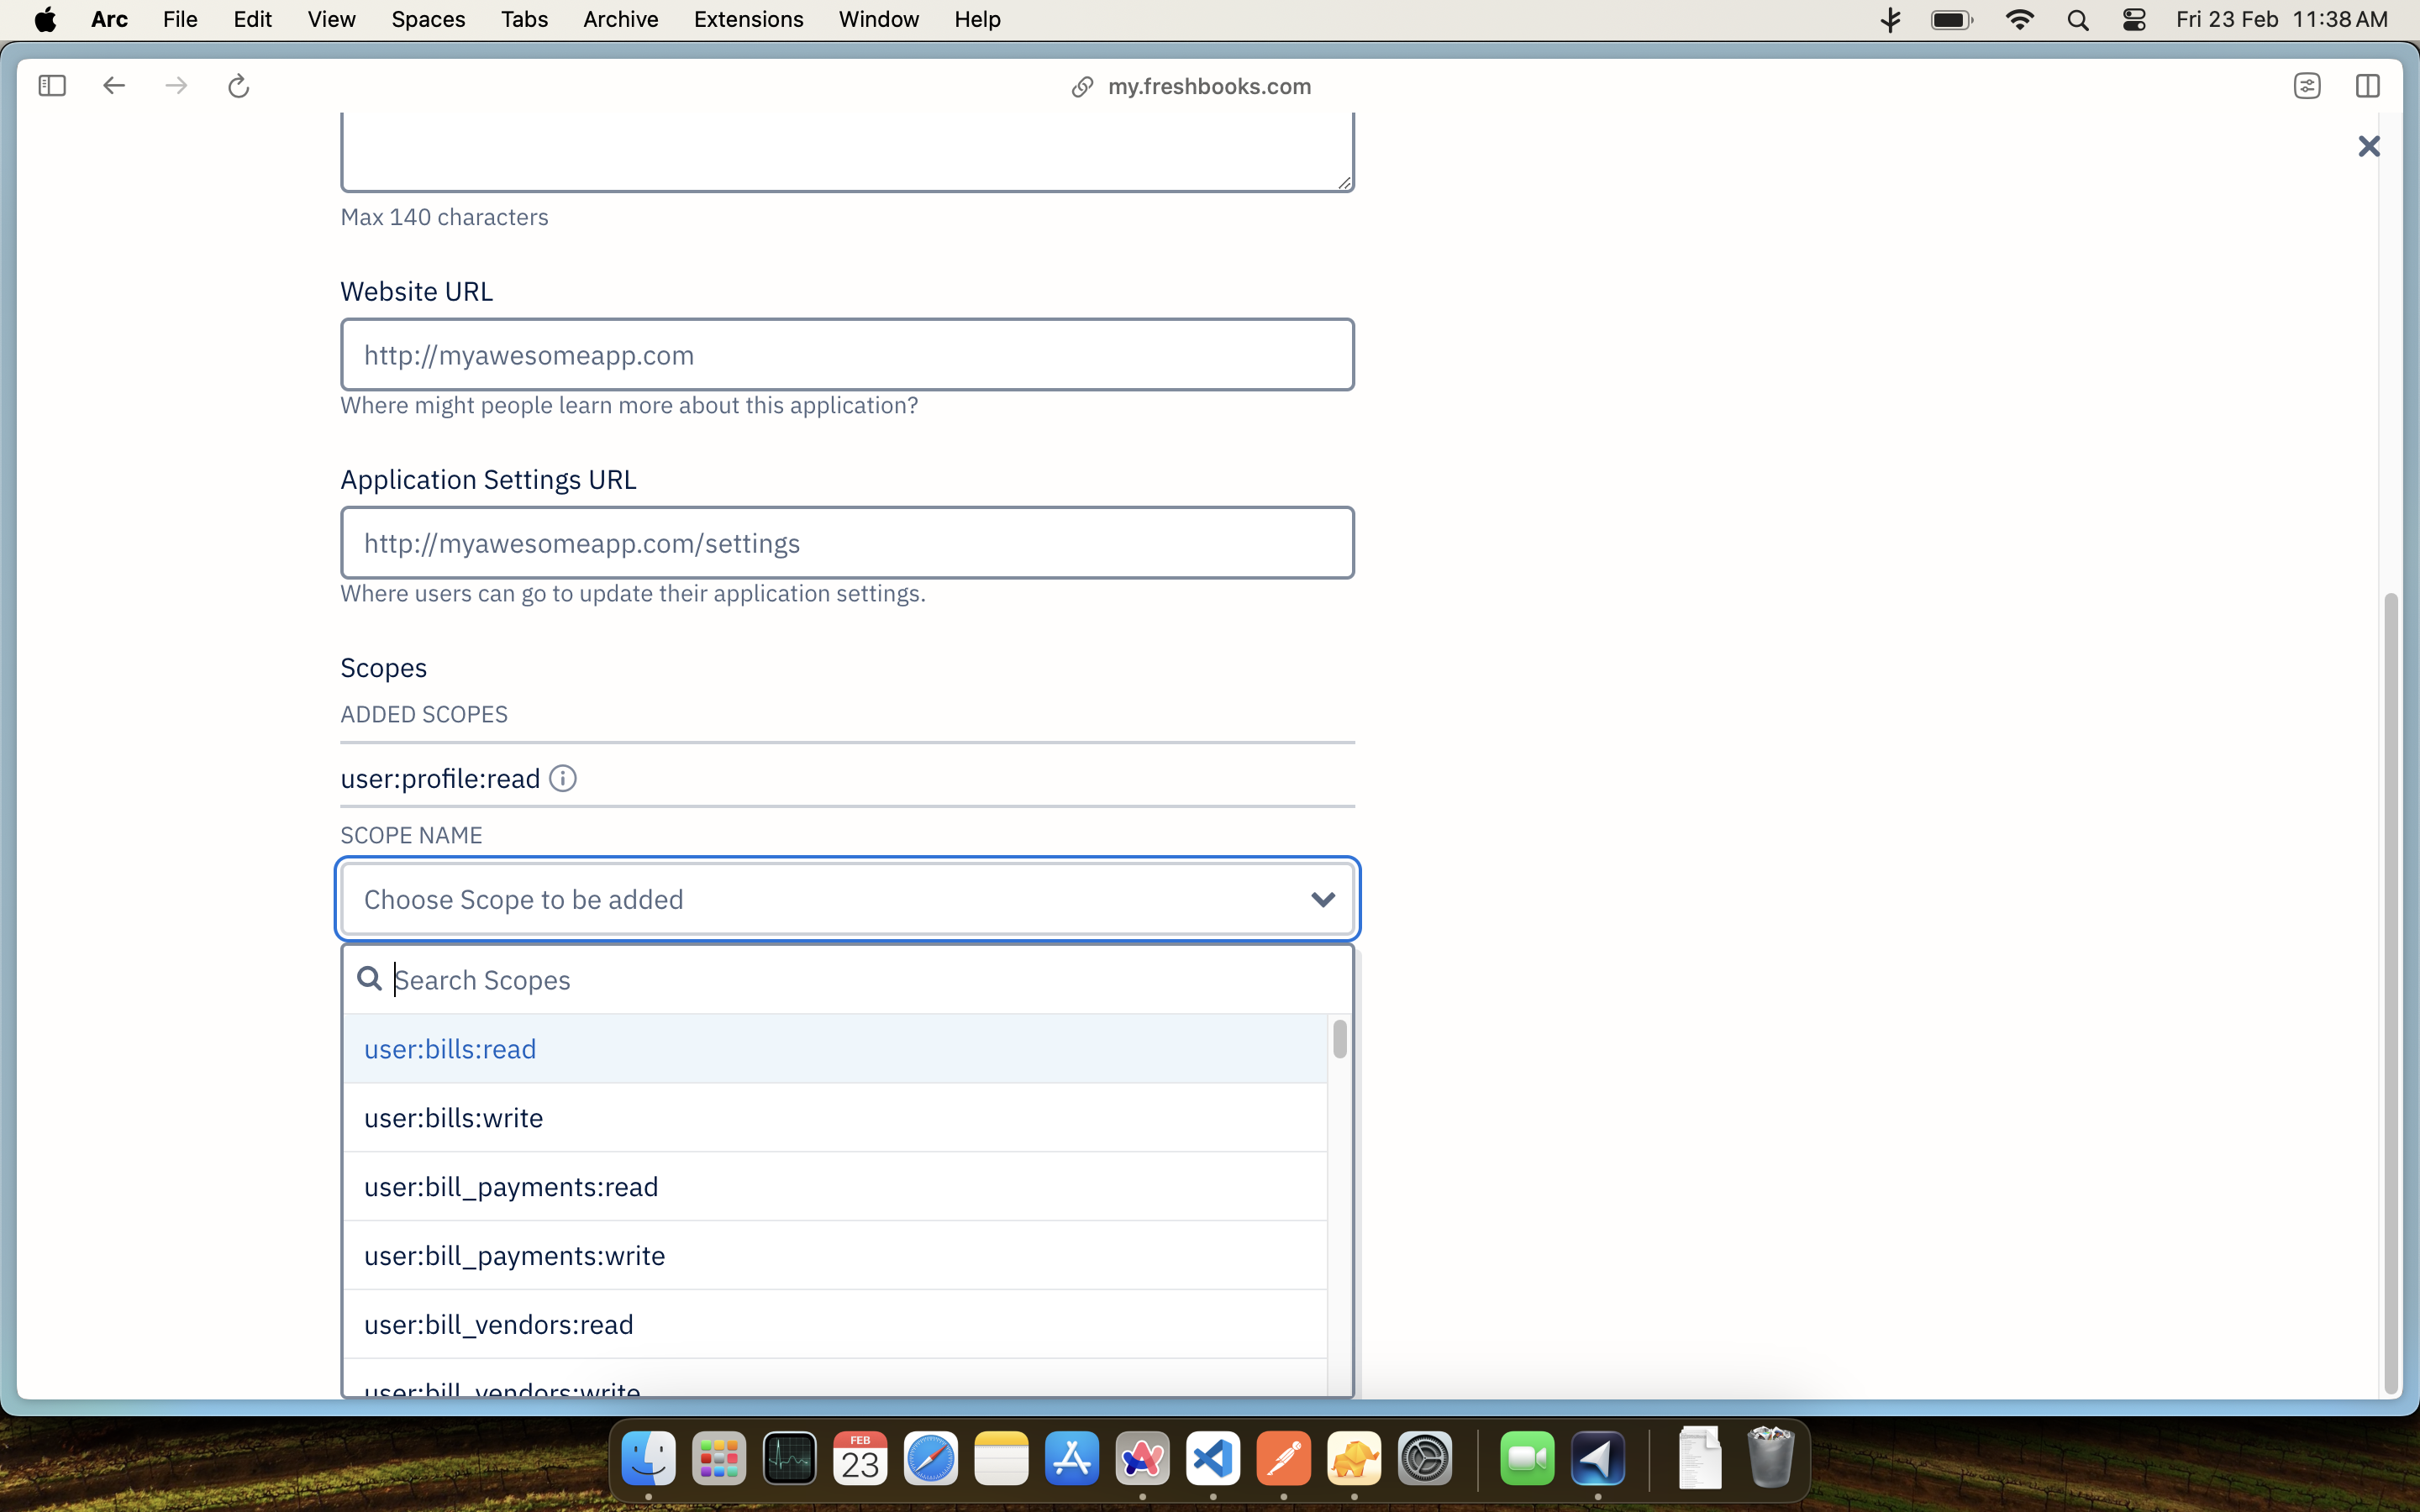 Arc File Edit View Spaces Tabs Archive Extensions Window Help Fri 23 Feb 11:38 AM
my.freshbooks.com
Max 140 characters
Website URL
http://myawesomeapp.com
Where might people learn more about this application?
Application Settings URL
http://myawesomeapp.com/settings
Where users can go to update their application settings.
Scopes
ADDED SCOPES
user:profile:read
SCOPE NAME
Choose Scope to be added
Search Scopes
user:bills:read
user:bills:write
user:bill_payments:read
user:bill_payments:write
user:bill_vendors:read
user:bill_vendors:write
FEB
23